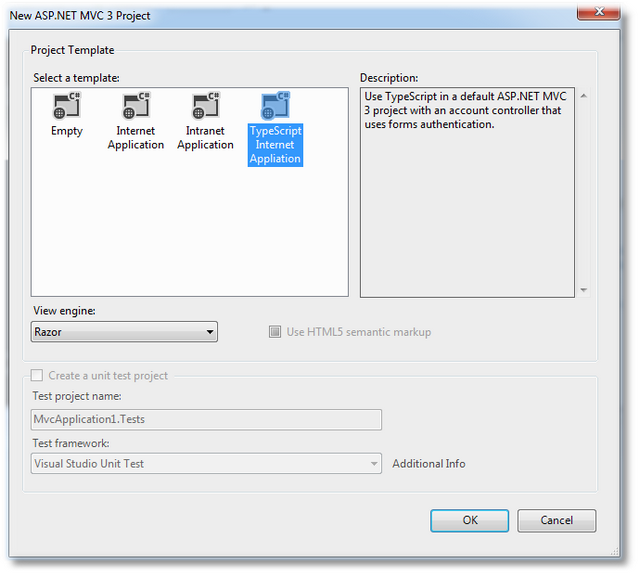 New ASP.NET MVC 3 Project
Project Template
Select a template:
Description:
C#
C#
C#
C#
Empty
Internet
Application
Intranet
Application
TypeScript
Internet
Appliation
Use TypeScript in a default ASP.NET MVC
3 project with an account controller that
uses forms authentication.
View engine:
Razor
Use HTML5 semantic markup
Create a unit test project
Test project name:
MvcApplication1.Tests
Test framework:
Visual Studio Unit Test
Additional Info
OK
Cancel